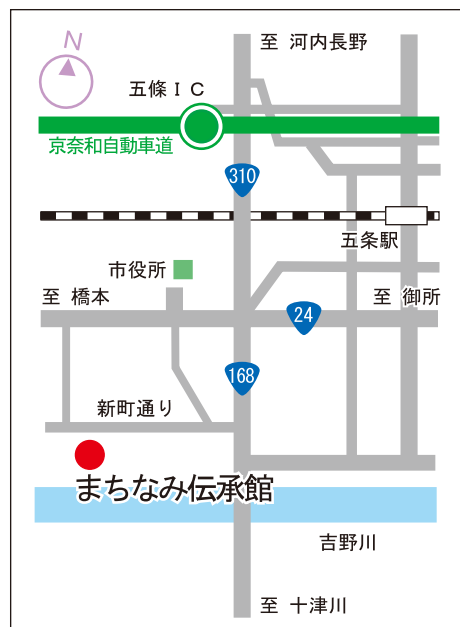 N
至 河内長野
五條ＩＣ
京奈和自動車道
310
五条駅
市役所
至 橋本
至 御所
24
168
新町通り
まちなみ伝承館
吉野川
至 十津川